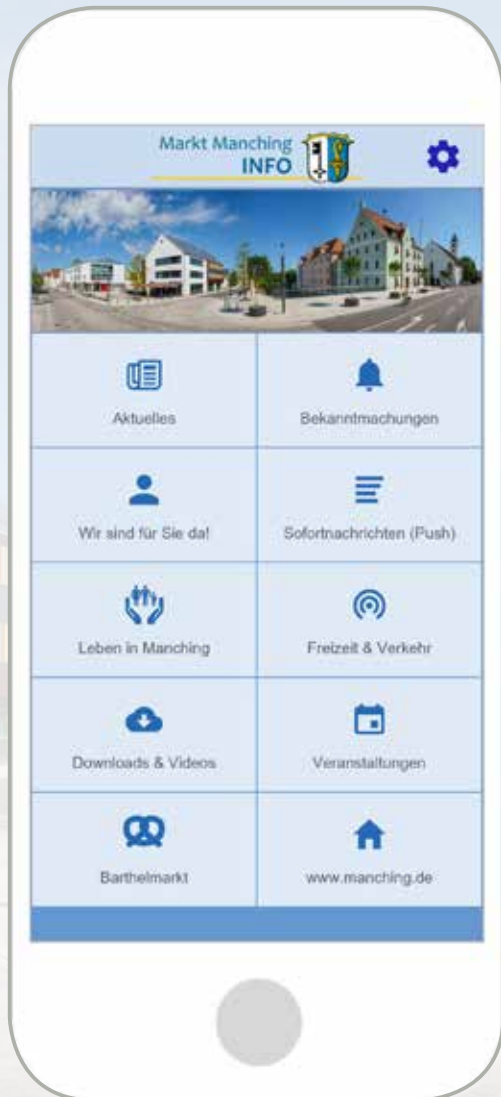 Markt Manching
INFO
Aktuelles
Bekanntmachungen
Wir sind für Sie da!
Sofortnachrichten (Push)
Leben in Manching
Freizeit & Verkehr
Downloads & Videos
Veranstaltungen
Barthelmarkt
www.manching.de